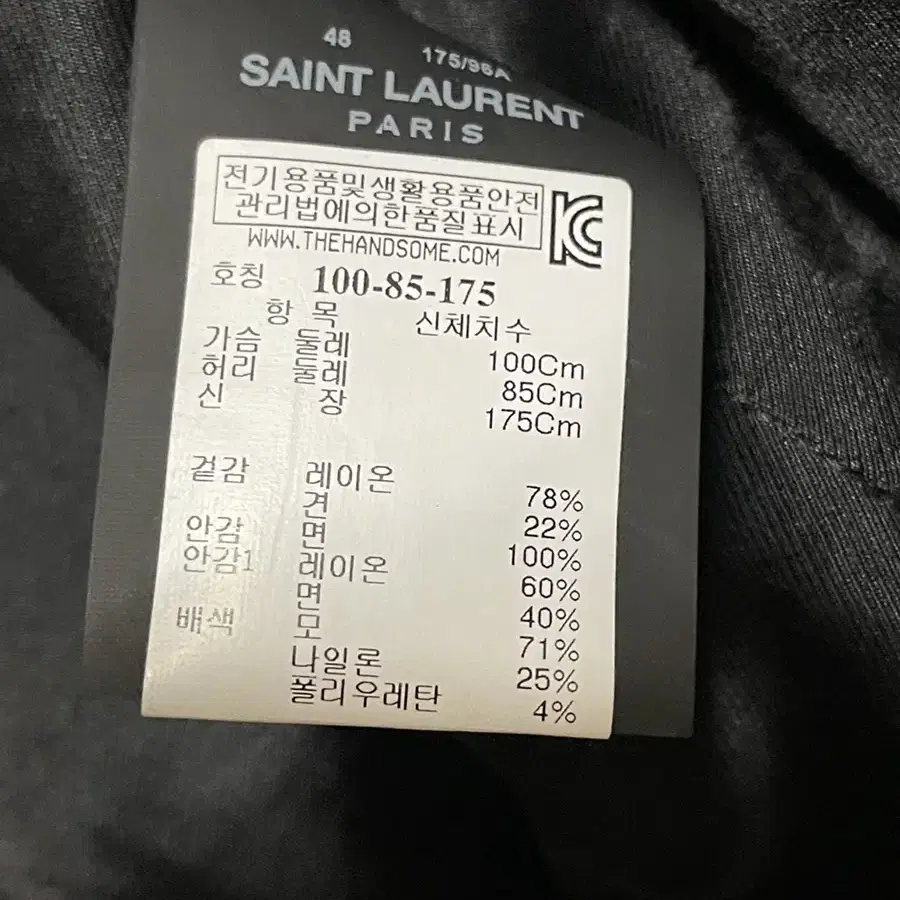 48
175/96A
SAINT LAURENT
PARIS
전기용품및생활용품안전
관리법에의한품질표시
WWW.THEHANDSOME.COM
호칭 100-85-175
항 목 신체치수
가슴 둘레 100Cm
허리 둘레 85Cm
신 장 175Cm
겉감 레이온 78%
견 22%
안감 면 100%
안감1 레이온 60%
면 40%
배색 모 71%
나일론 25%
폴리우레탄 4%